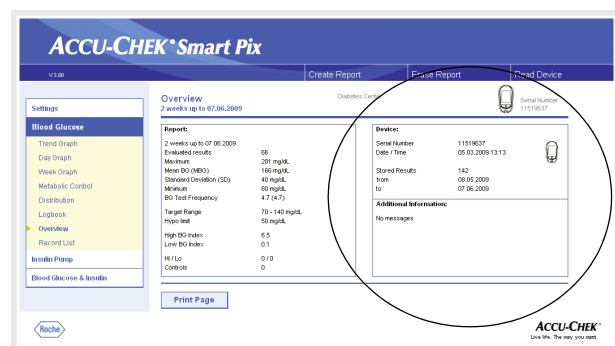 ACCU-CHEK® Smart Pix
V 3.00
Create Report
Erase Report
Read Device
Settings
Blood Glucose
Trend Graph
Day Graph
Week Graph
Metabolic Control
Distribution
Logbook
Overview
Record List
Insulin Pump
Blood Glucose & Insulin
Overview
2 weeks up to 07.06.2009
Diabetes Center
Serial Number
11519637
Report:
2 weeks up to 07.06.2009
Evaluated results 66
Maximum 281 mg/dL
Mean BG (MBG) 166 mg/dL
Standard Deviation (SD) 40 mg/dL
Minimum 80 mg/dL
BG Test Frequency 4.7 (4.7)
Target Range 70 - 140 mg/dL
Hypo limit 50 mg/dL
High BG Index 6.5
Low BG Index 0.1
Hi / Lo 0 / 0
Controls 0
Device:
Serial Number 11519637
Date / Time 05.03.2009 13:13
Stored Results 142
from 08.05.2009
to 07.06.2009
Additional Information:
No messages
Print Page
Roche
ACCU-CHEK®
Live life. The way you want.